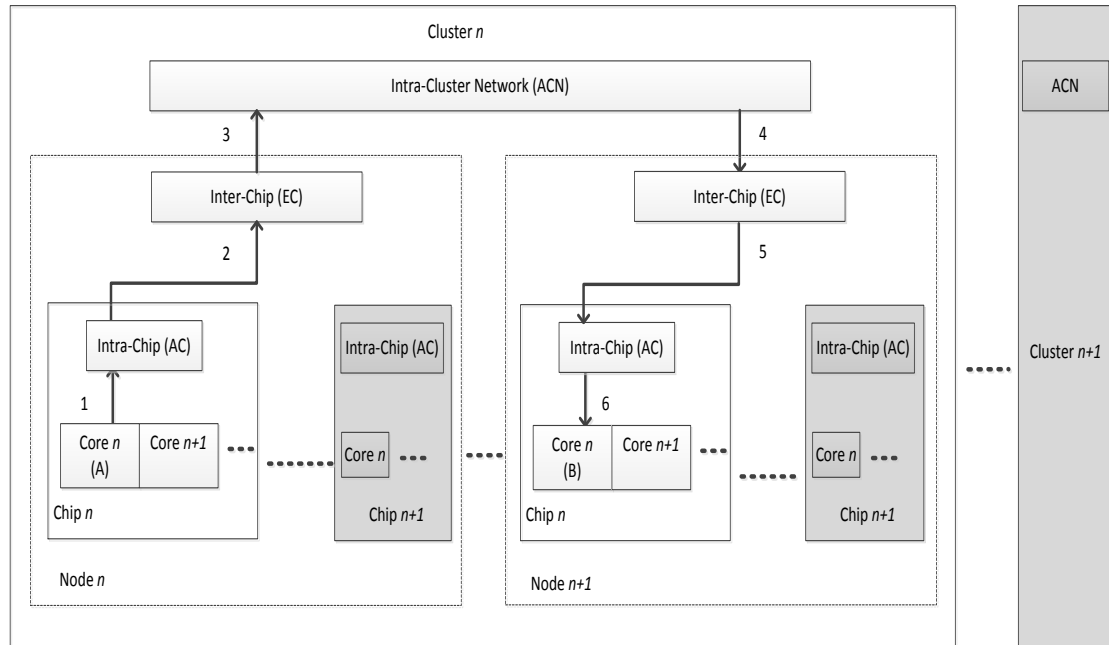 Cluster n
Intra-Cluster Network (ACN)
ACN
3
4
Inter-Chip (EC)
Inter-Chip (EC)
2
5
Intra-Chip (AC)
Intra-Chip (AC)
Intra-Chip (AC)
Intra-Chip (AC)
Cluster n+1
1
6
Core n
(A)
Core n+1
Core n
Core n
(B)
Core n+1
Core n
Chip n
Chip n+1
Chip n
Chip n+1
Node n
Node n+1